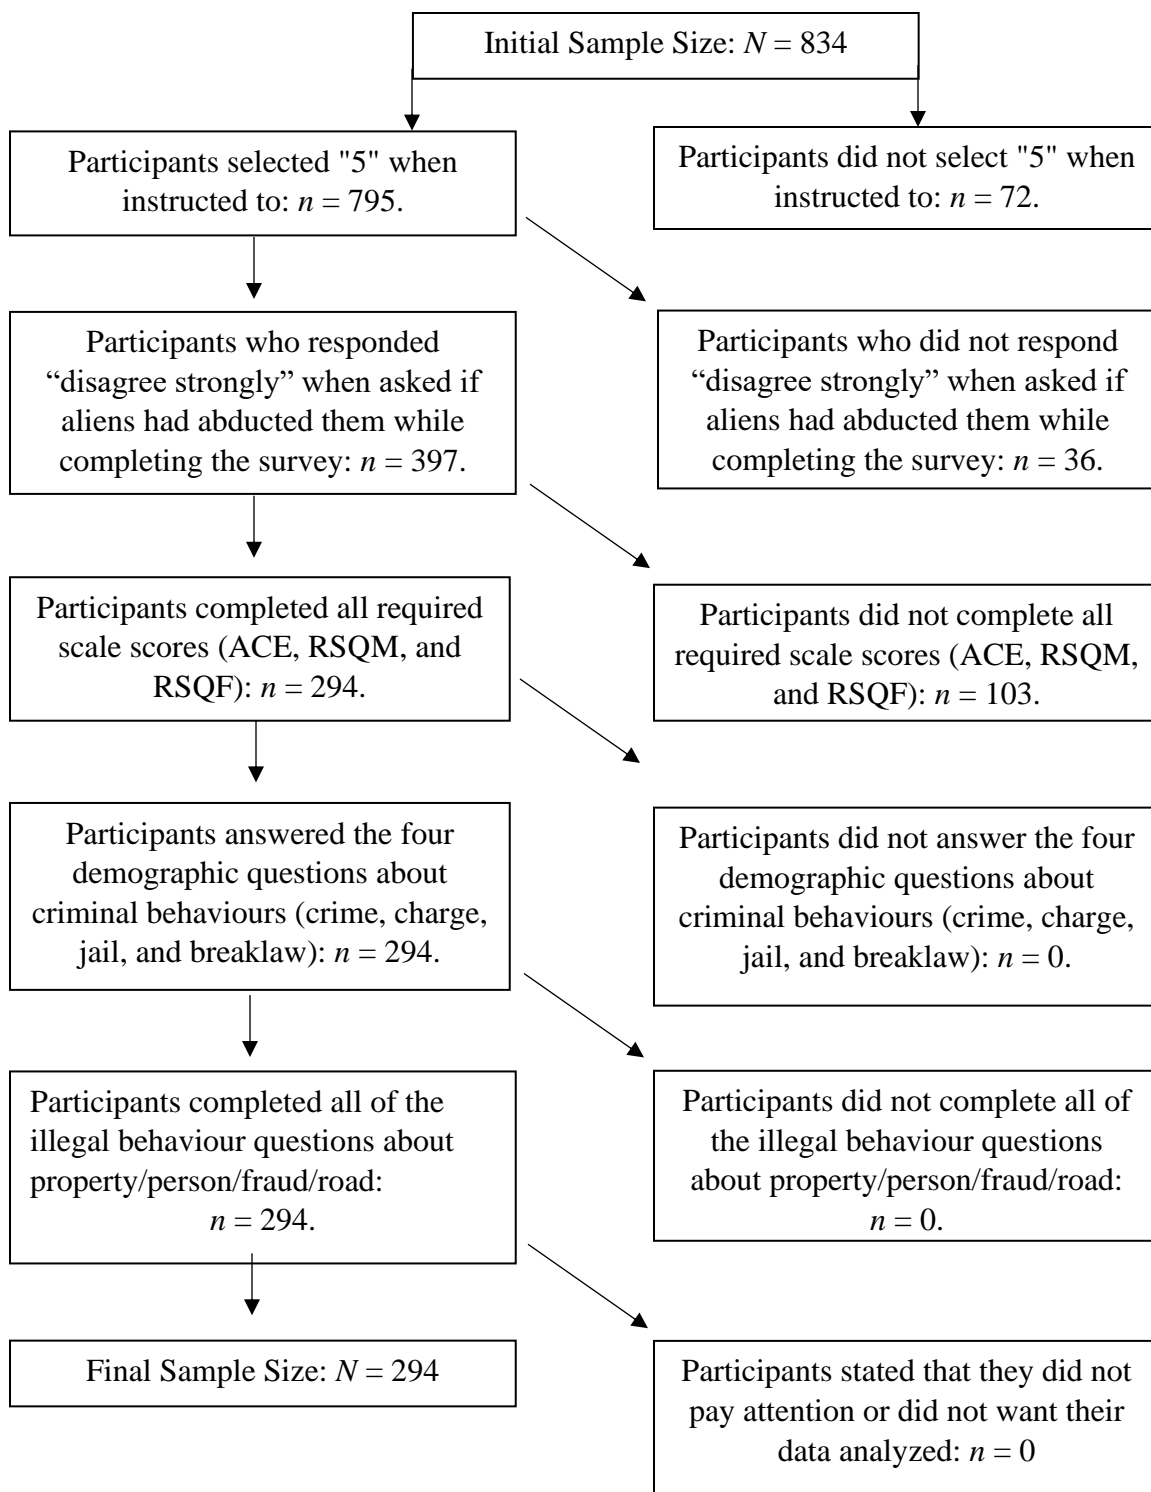 Initial Sample Size: N = 834
Participants selected "5" when
instructed to: n = 795.
Participants did not select "5" when
instructed to: n = 72.
Participants who responded
“disagree strongly” when asked if
aliens had abducted them while
completing the survey: n = 397.
Participants who did not respond
“disagree strongly” when asked if
aliens had abducted them while
completing the survey: n = 36.
Participants completed all required
scale scores (ACE, RSQM, and
RSQF): n = 294.
Participants did not complete all
required scale scores (ACE, RSQM,
and RSQF): n = 103.
Participants answered the four
demographic questions about
criminal behaviours (crime, charge,
jail, and breaklaw): n = 294.
Participants did not answer the four
demographic questions about
criminal behaviours (crime, charge,
jail, and breaklaw): n = 0.
Participants completed all of the
illegal behaviour questions about
property/person/fraud/road:
n = 294.
Participants did not complete all of
the illegal behaviour questions
about property/person/fraud/road:
n = 0.
Final Sample Size: N = 294
Participants stated that they did not
pay attention or did not want their
data analyzed: n = 0